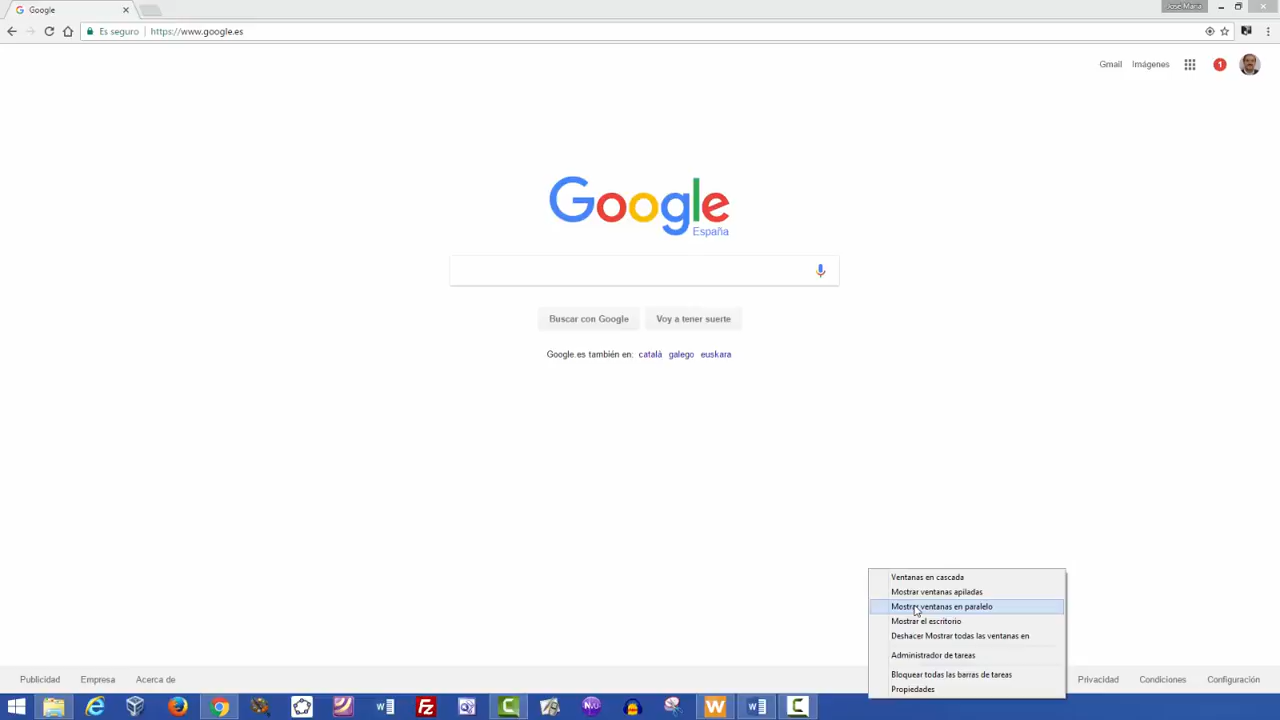 Google
José María
Es seguro | https://www.google.es
Gmail Imágenes 1
Google
España
Buscar con Google Voy a tener suerte
Google.es también en: català galego euskara
Ventanas en cascada
Mostrar ventanas apiladas
Mostrar ventanas en paralelo
Mostrar el escritorio
Deshacer Mostrar todas las ventanas en
Administrador de tareas
Bloquear todas las barras de tareas
Propiedades
Publicidad Empresa Acerca de Privacidad Condiciones Configuración